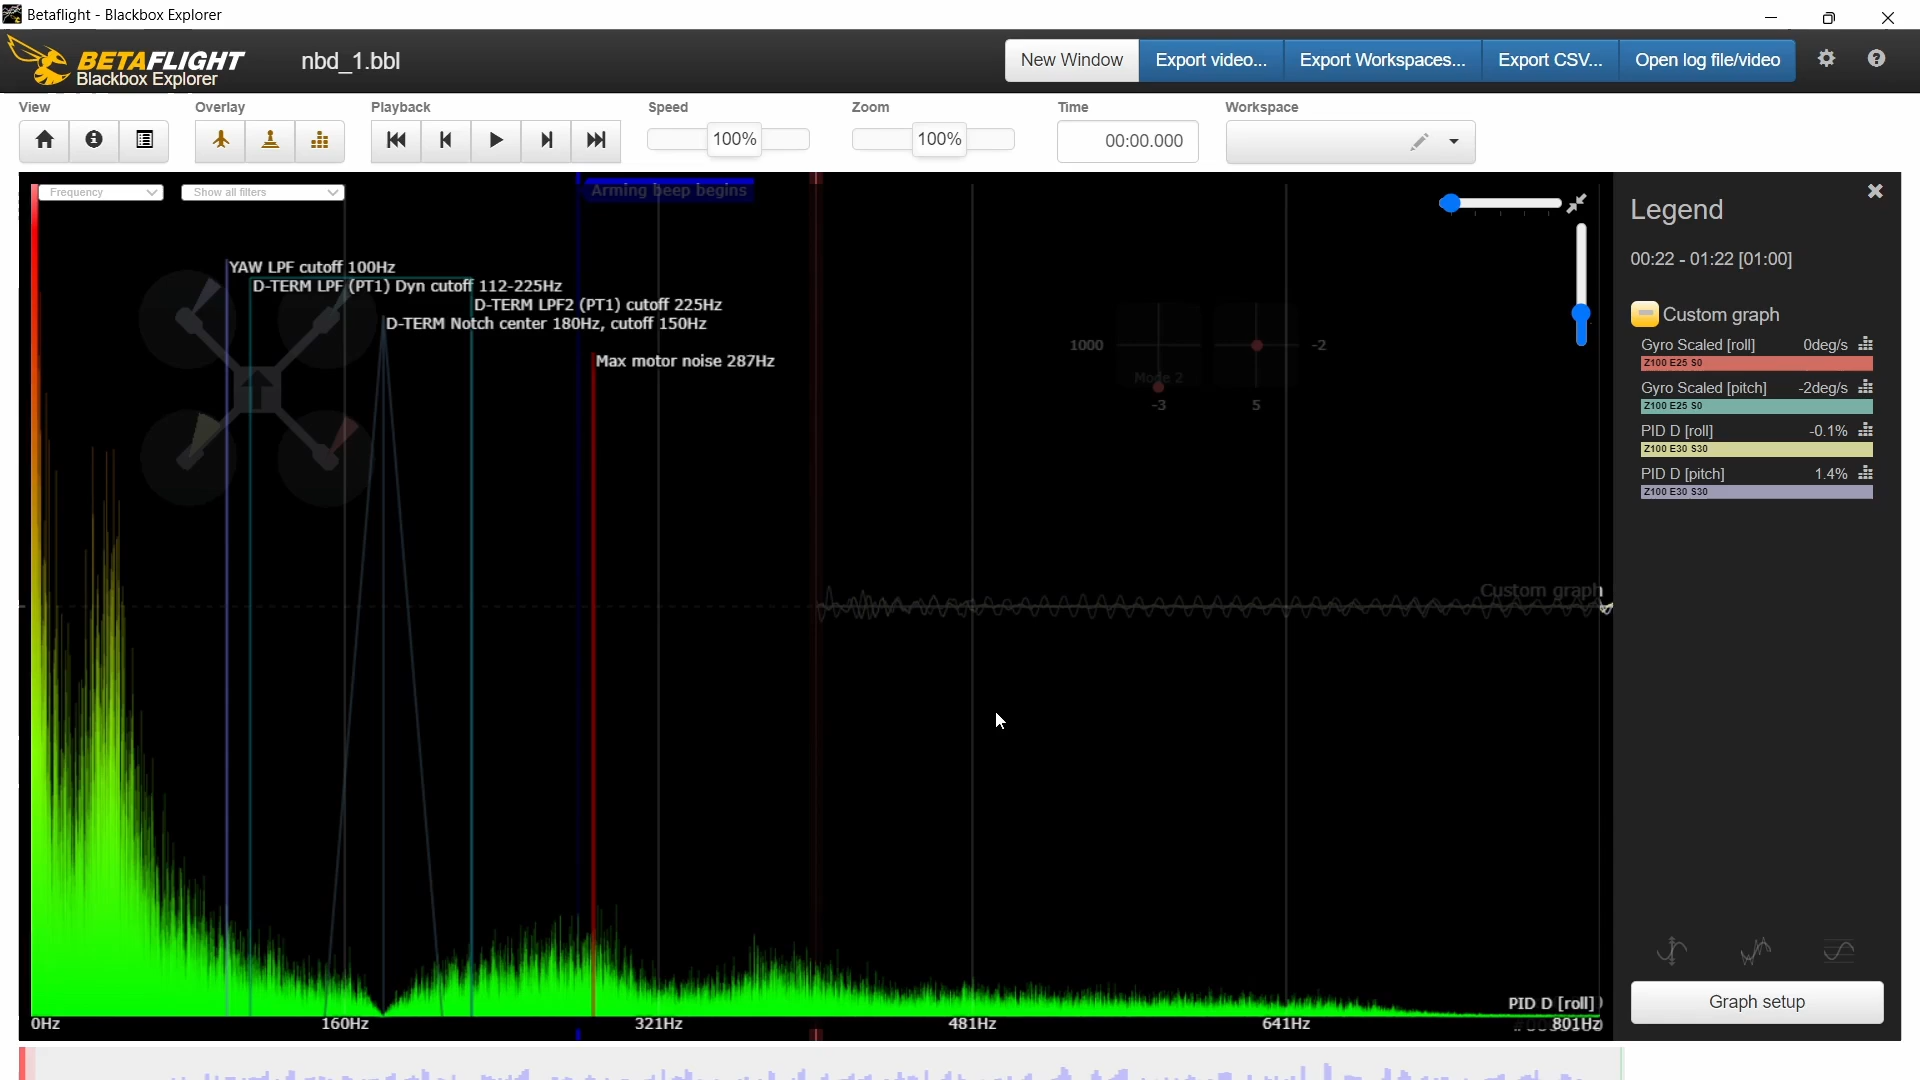 Betaflight - Blackbox Explorer
BETAFLIGHT
Blackbox Explorer
nbd_1.bbl
New Window
Export video...
Export Workspaces...
Export CSV...
Open log file/video
View
Overlay
Playback
Speed
Zoom
Time
Workspace
100%
100%
00:00.000
Frequency
Show all filters
Arming beep begins
YAW LPF cutoff 100Hz
D-TERM LPF (PT1) Dyn cutoff 112-225Hz
D-TERM LPF2 (PT1) cutoff 225Hz
D-TERM Notch center 180Hz, cutoff 150Hz
Max motor noise 287Hz
1000
-2
Mode 2
-3
5
Custom graph
PID D [roll]
0Hz
160Hz
321Hz
481Hz
641Hz
801Hz
Legend
00:22 - 01:22 [01:00]
Custom graph
Gyro Scaled [roll] 0deg/s
Z100 E25 S0
Gyro Scaled [pitch] -2deg/s
Z100 E25 S0
PID D [roll] -0.1%
Z100 E30 S30
PID D [pitch] 1.4%
Z100 E30 S30
Graph setup